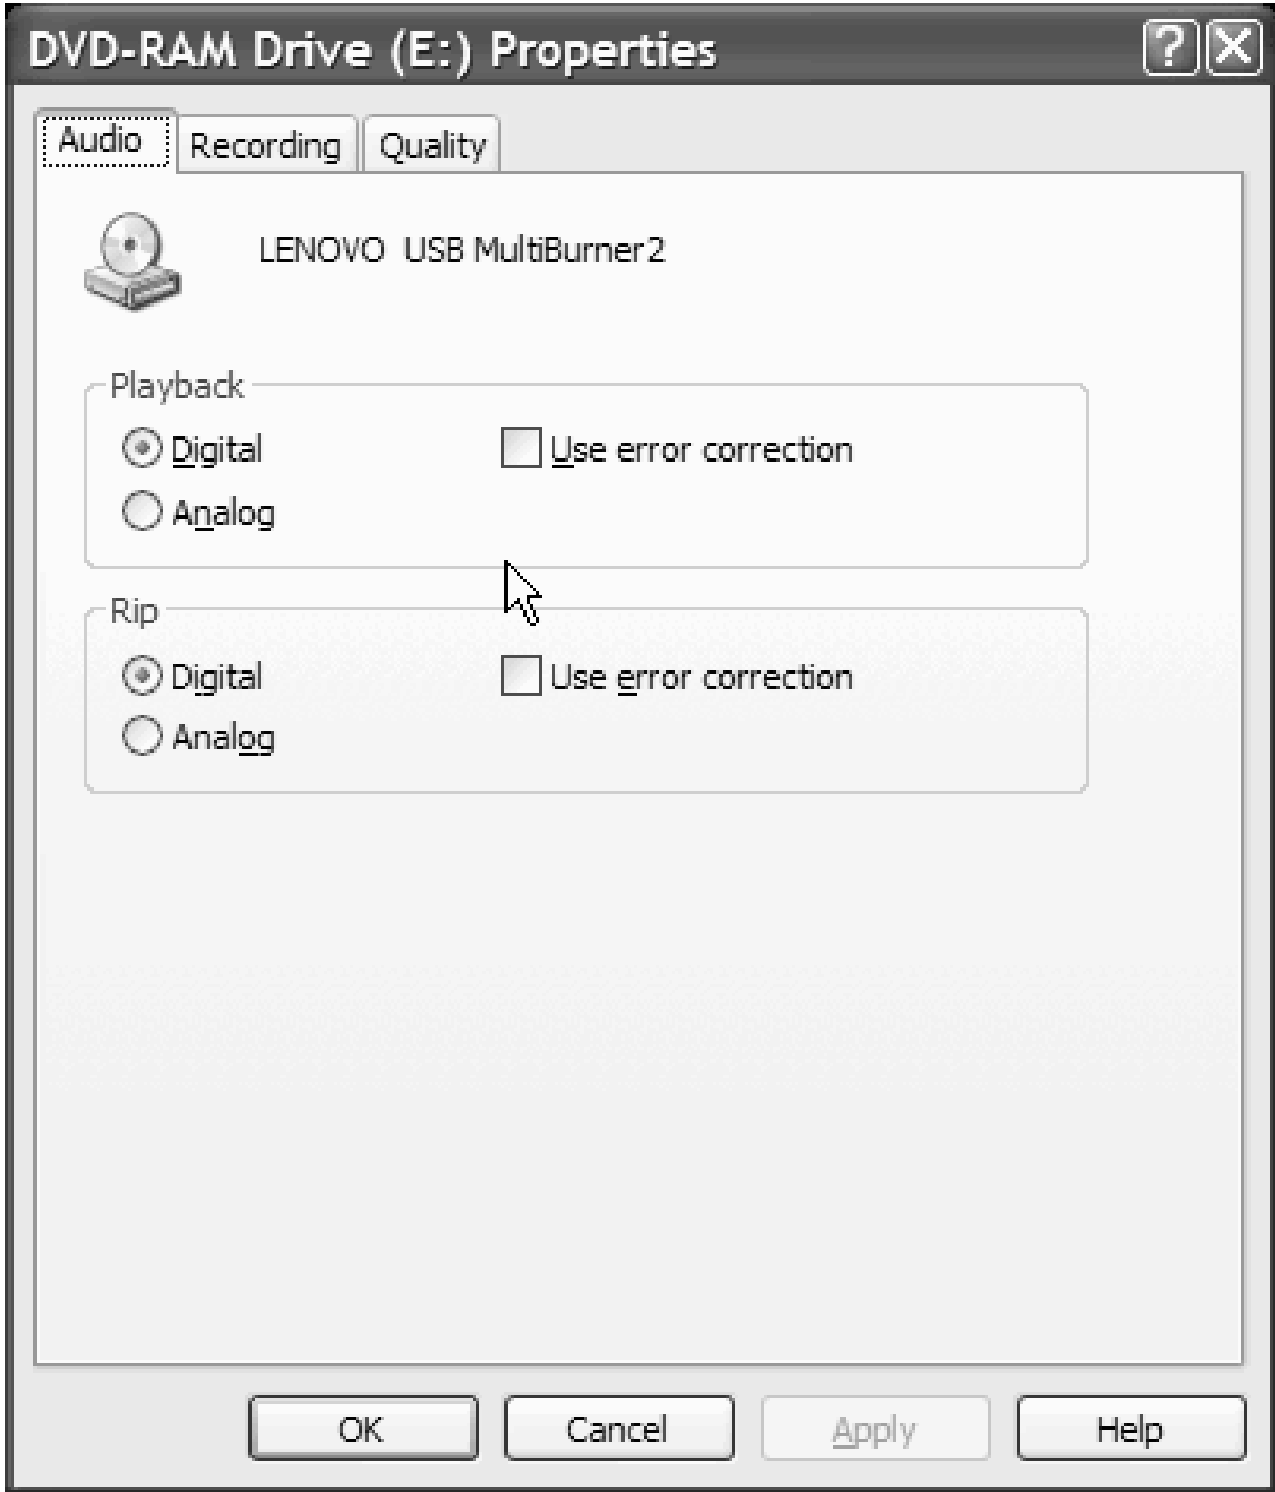 DVD-RAM Drive (E:) Properties
Audio Recording Quality
LENOVO USB MultiBurner2
Playback
Digital Use error correction
Analog
Rip
Digital Use error correction
Analog
OK Cancel Apply Help